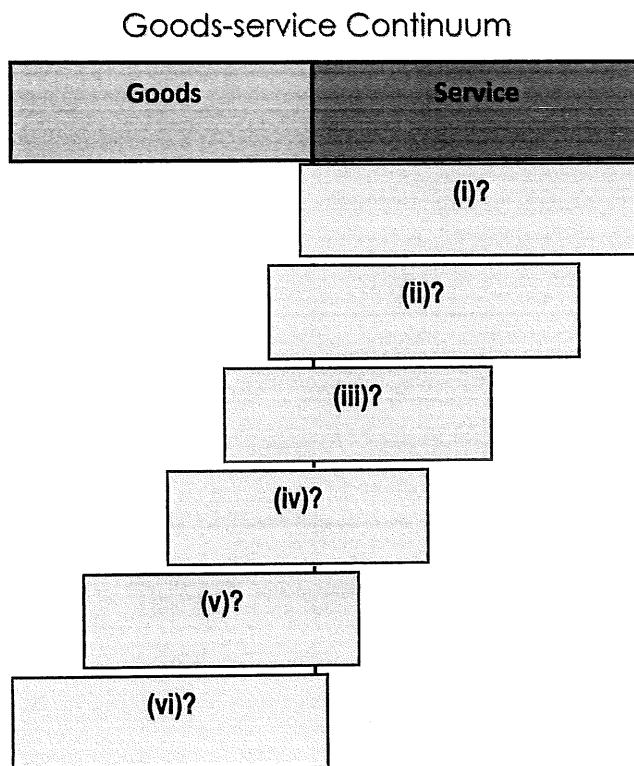 Goods-service Continuum
Goods Service
(i)?
(ii)?
(iii)?
(iv)?
(v)?
(vi)?